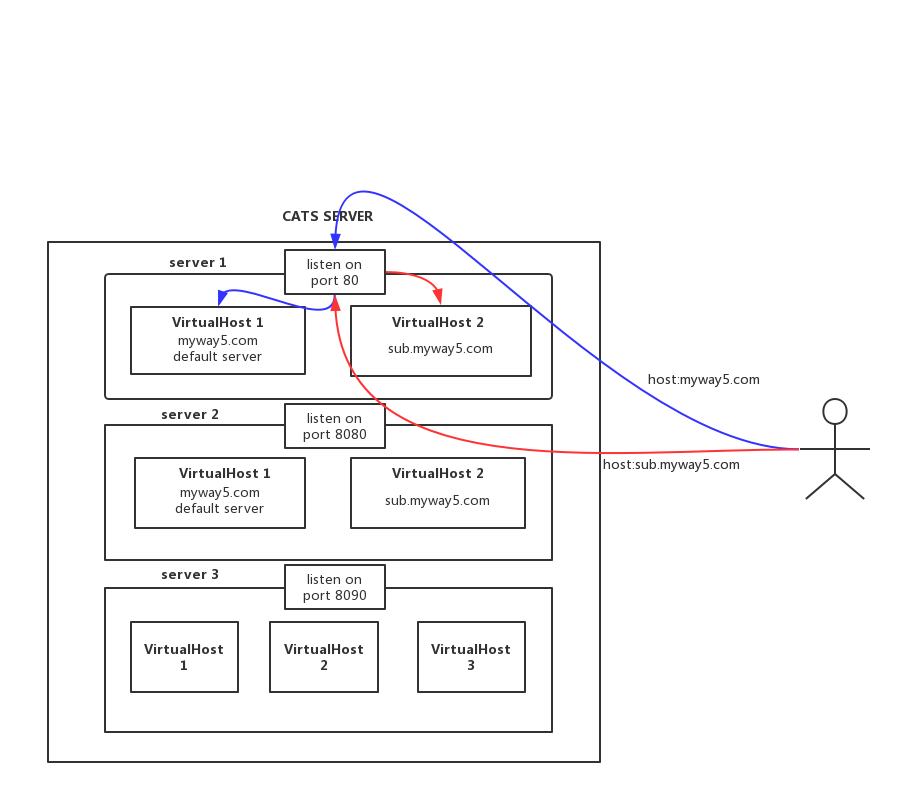 CATS SERVER
server 1
listen on
port 80
VirtualHost 1
myway5.com
default server
VirtualHost 2
sub.myway5.com
host:myway5.com
server 2
listen on
port 8080
VirtualHost 1
myway5.com
default server
VirtualHost 2
sub.myway5.com
host:sub.myway5.com
server 3
listen on
port 8090
VirtualHost
1
VirtualHost
2
VirtualHost
3